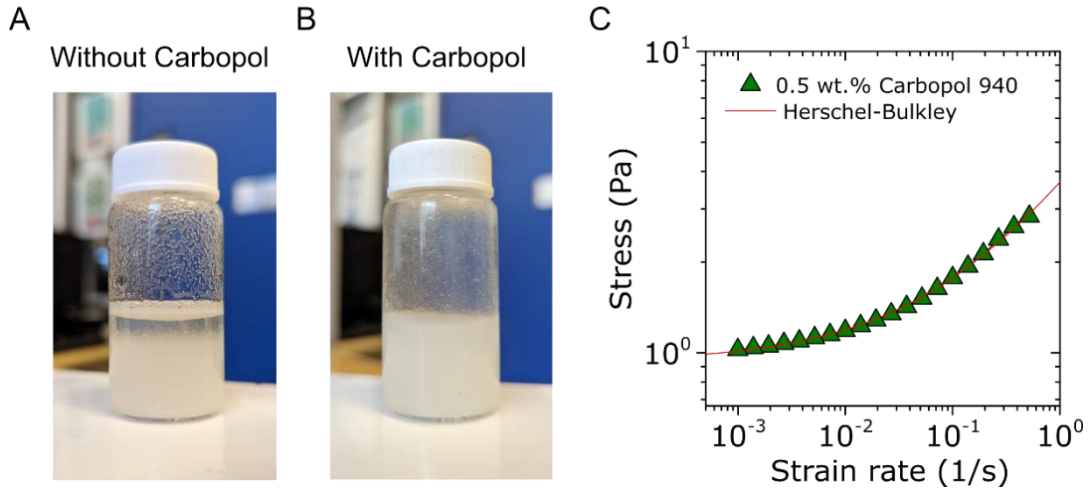 A
Without Carbopol
B
With Carbopol
C
Stress (Pa)
10¹
10⁰
0.5 wt.% Carbopol 940
Herschel-Bulkley
10⁻³
10⁻²
10⁻¹
10⁰
Strain rate (1/s)